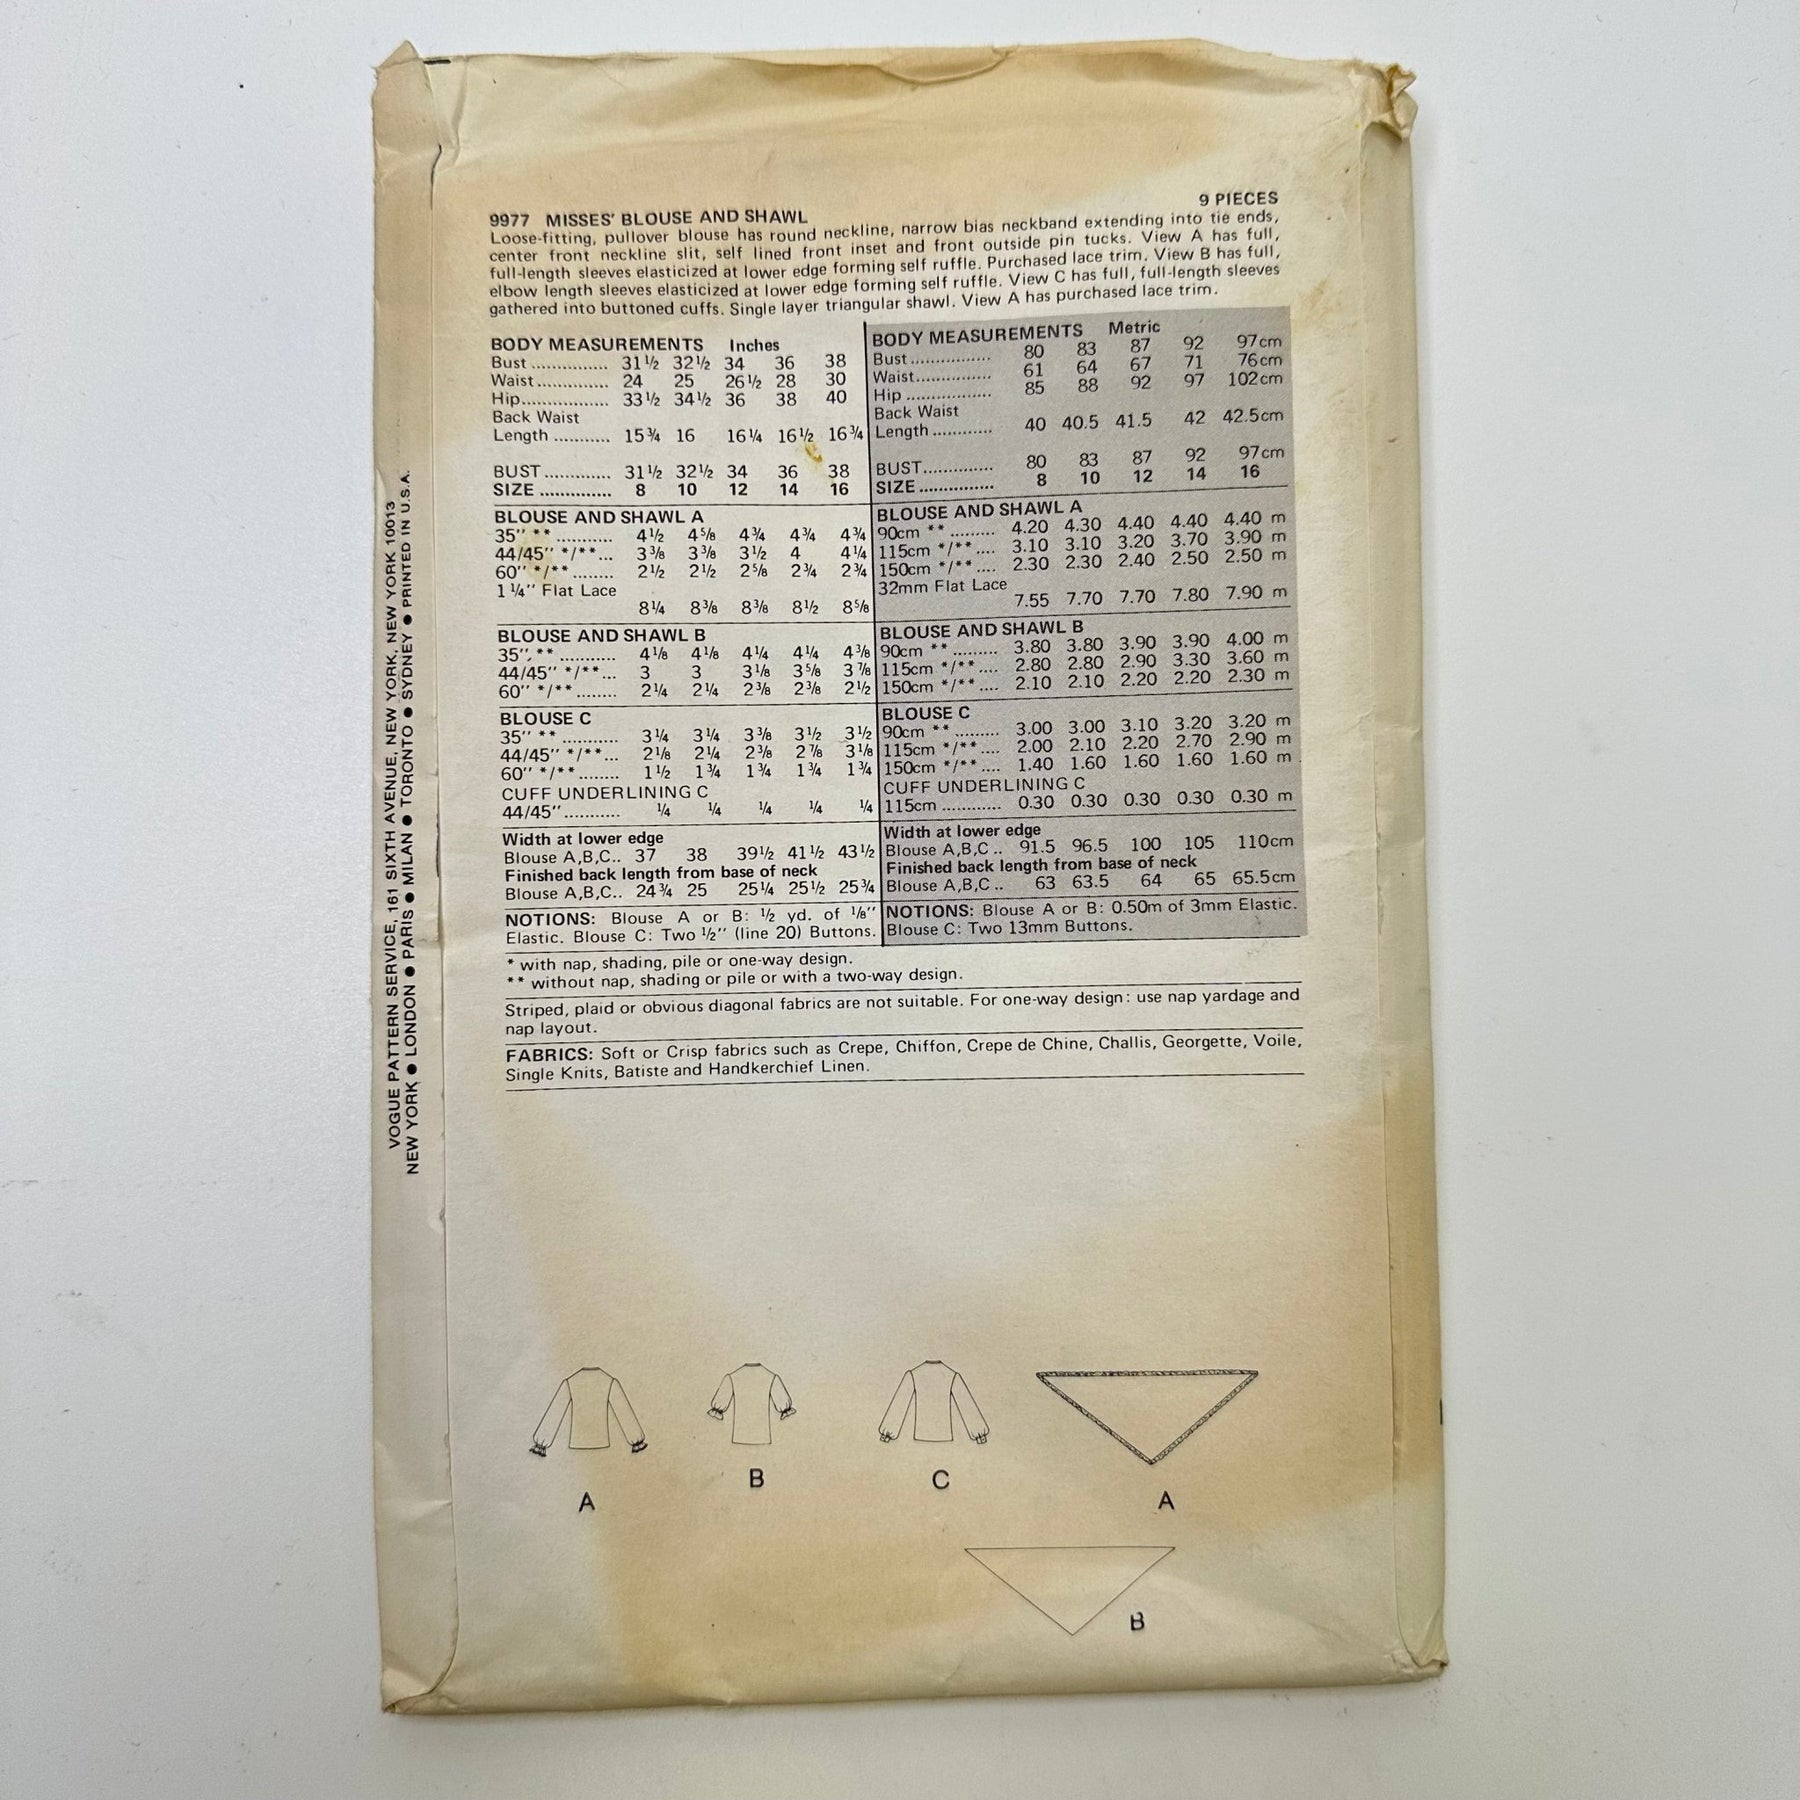 9 PIECES
9977 MISSES' BLOUSE AND SHAWL
Loose-fitting, pullover blouse has round neckline, narrow bias neckband extending into tie ends,
center front neckline slit, self lined front inset and front outside pin tucks. View A has full,
full-length sleeves elasticized at lower edge forming self ruffle. Purchased lace trim. View B has full,
elbow length sleeves elasticized at lower edge forming self ruffle. View C has full, full-length sleeves
gathered into buttoned cuffs. Single layer triangular shawl. View A has purchased lace trim.
BODY MEASUREMENTS Inches
Bust ............... 31½ 32½ 34 36 38
Waist .............. 24 25 26½ 28 30
Hip................. 33½ 34½ 36 38 40
Back Waist
Length ........... 15¾ 16 16¼ 16½ 16¾
BUST ............. 31½ 32½ 34 36 38
SIZE .............. 8 10 12 14 16
BLOUSE AND SHAWL A
35'' ** ........... 4½ 4⅝ 4¾ 4¾ 4¾
44/45'' */**... 3⅜ 3⅜ 3½ 4 4¼
60'' */** ........ 2½ 2½ 2⅝ 2¾ 2¾
1¼'' Flat Lace
8¼ 8⅜ 8⅜ 8½ 8⅝
BLOUSE AND SHAWL B
35'', ** ........... 4⅛ 4⅛ 4¼ 4¼ 4⅜
44/45'' */**... 3 3 3⅛ 3⅝ 3⅞
60'' */** ........ 2¼ 2¼ 2⅜ 2⅜ 2½
BLOUSE C
35'' ** ........... 3¼ 3¼ 3⅜ 3½ 3½
44/45'' */**... 2⅛ 2¼ 2⅜ 2⅞ 3⅛
60'' */**........ 1½ 1¾ 1¾ 1¾ 1¾
CUFF UNDERLINING C
44/45'' ........... ¼ ¼ ¼ ¼ ¼
Width at lower edge
Blouse A,B,C.. 37 38 39½ 41½ 43½
Finished back length from base of neck
Blouse A,B,C.. 24¾ 25 25¼ 25½ 25¾
NOTIONS: Blouse A or B: ½ yd. of ⅛''
Elastic. Blouse C: Two ½'' (line 20) Buttons.
BODY MEASUREMENTS Metric
Bust ................ 80 83 87 92 97cm
Waist............... 61 64 67 71 76cm
Hip ................. 85 88 92 97 102cm
Back Waist
Length ............ 40 40.5 41.5 42 42.5cm
BUST.............. 80 83 87 92 97cm
SIZE ............... 8 10 12 14 16
BLOUSE AND SHAWL A
90cm ** ......... 4.20 4.30 4.40 4.40 4.40 m
115cm */** .... 3.10 3.10 3.20 3.70 3.90 m
150cm */** .... 2.30 2.30 2.40 2.50 2.50 m
32mm Flat Lace
7.55 7.70 7.70 7.80 7.90 m
BLOUSE AND SHAWL B
90cm ** ......... 3.80 3.80 3.90 3.90 4.00 m
115cm */** .... 2.80 2.80 2.90 3.30 3.60 m
150cm */** .... 2.10 2.10 2.20 2.20 2.30 m
BLOUSE C
90cm ** ......... 3.00 3.00 3.10 3.20 3.20 m
115cm */** .... 2.00 2.10 2.20 2.70 2.90 m
150cm */** .... 1.40 1.60 1.60 1.60 1.60 m
CUFF UNDERLINING C
115cm ............ 0.30 0.30 0.30 0.30 0.30 m
Width at lower edge
Blouse A,B,C .. 91.5 96.5 100 105 110cm
Finished back length from base of neck
Blouse A,B,C .. 63 63.5 64 65 65.5cm
NOTIONS: Blouse A or B: 0.50m of 3mm Elastic.
Blouse C: Two 13mm Buttons.
* with nap, shading, pile or one-way design.
** without nap, shading or pile or with a two-way design.
Striped, plaid or obvious diagonal fabrics are not suitable. For one-way design: use nap yardage and
nap layout.
FABRICS: Soft or Crisp fabrics such as Crepe, Chiffon, Crepe de Chine, Challis, Georgette, Voile,
Single Knits, Batiste and Handkerchief Linen.
VOGUE PATTERN SERVICE, 161 SIXTH AVENUE, NEW YORK, NEW YORK 10013
NEW YORK ● LONDON ● PARIS ● MILAN ● TORONTO ● SYDNEY ● PRINTED IN U.S.A.
A
B
C
A
B